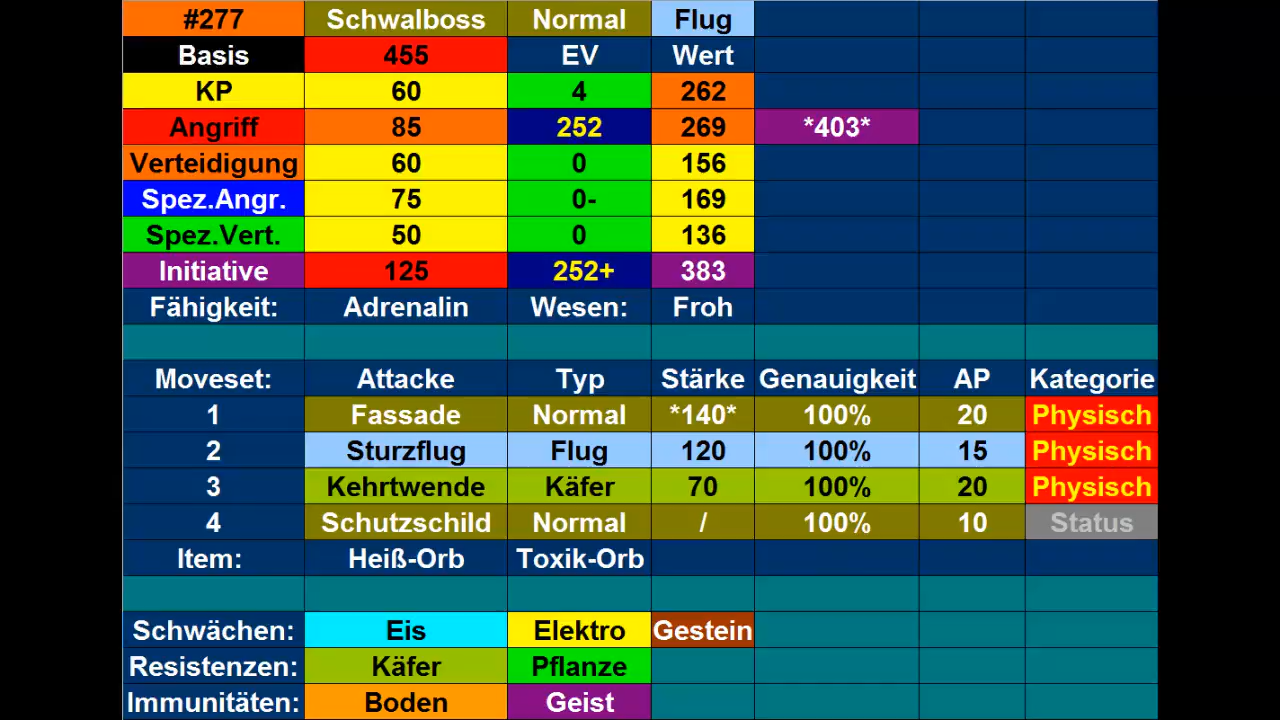 #277 Schwalboss Normal Flug
Basis 455 EV Wert
KP 60 4 262
Angriff 85 252 269 *403*
Verteidigung 60 0 156
Spez.Angr. 75 0- 169
Spez.Vert. 50 0 136
Initiative 125 252+ 383
Fähigkeit: Adrenalin Wesen: Froh
Moveset: Attacke Typ Stärke Genauigkeit AP Kategorie
1 Fassade Normal *140* 100% 20 Physisch
2 Sturzflug Flug 120 100% 15 Physisch
3 Kehrtwende Käfer 70 100% 20 Physisch
4 Schutzschild Normal / 100% 10 Status
Item: Heiß-Orb Toxik-Orb
Schwächen: Eis Elektro Gestein
Resistenzen: Käfer Pflanze
Immunitäten: Boden Geist